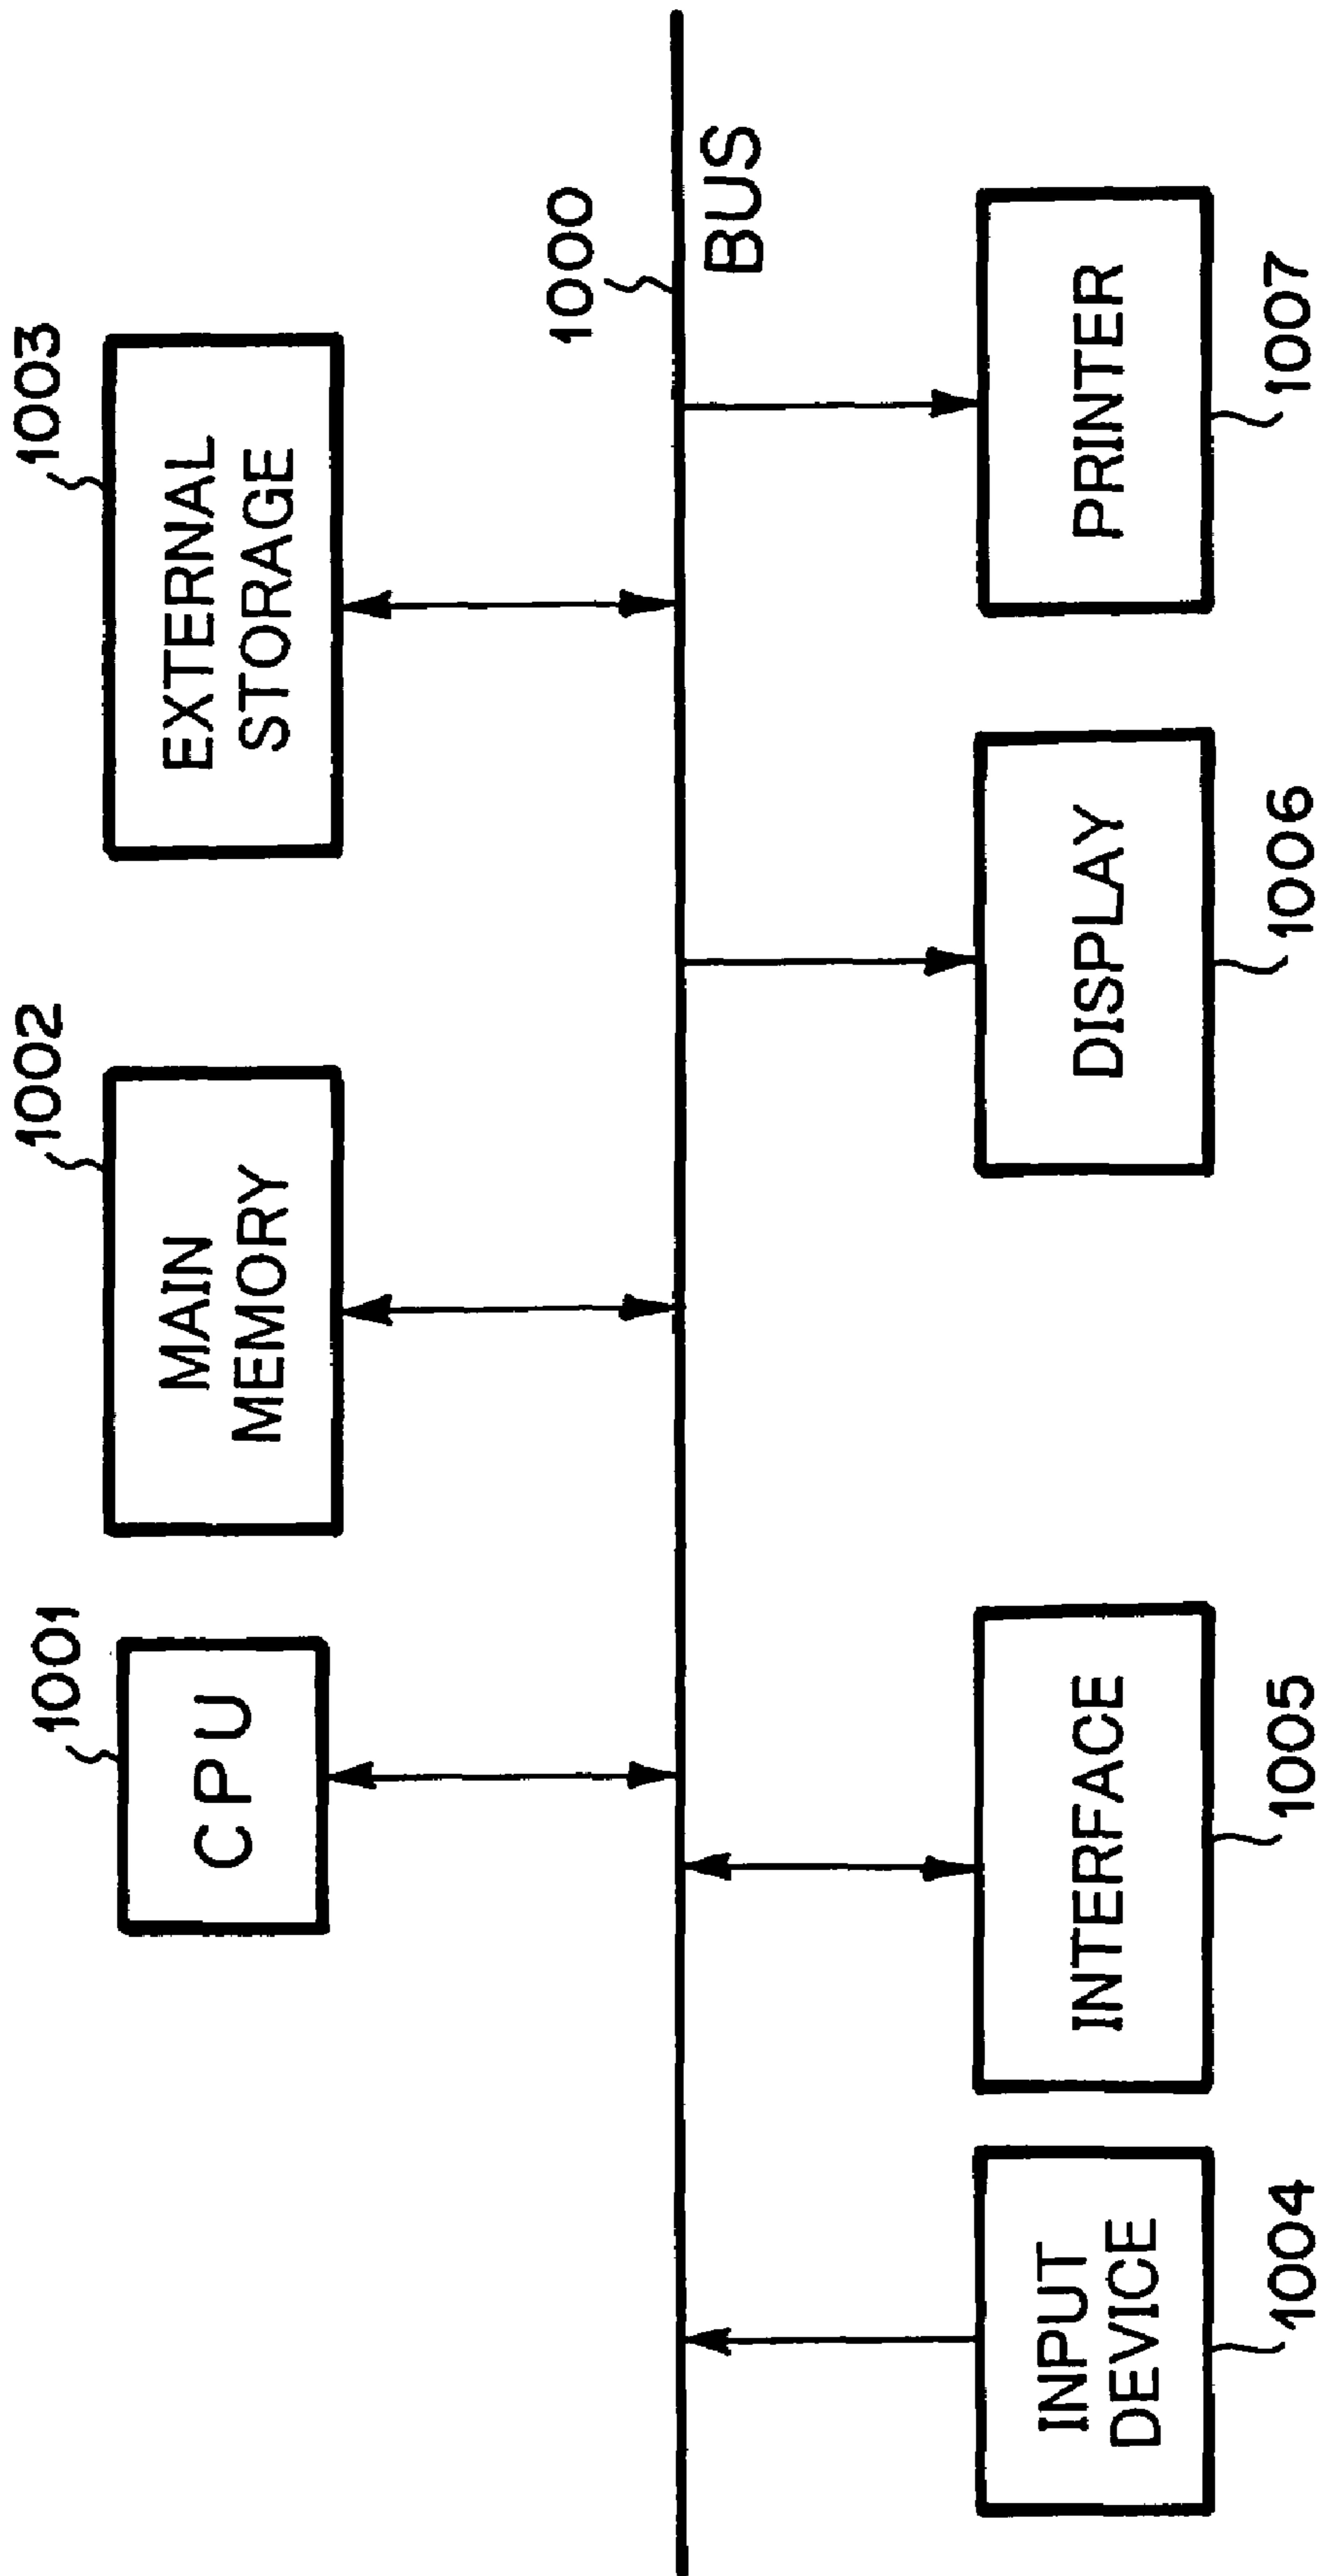 1001
CPU
1002
MAIN
MEMORY
1003
EXTERNAL
STORAGE
1000
BUS
INPUT
DEVICE
1004
INTERFACE
1005
DISPLAY
1006
PRINTER
1007